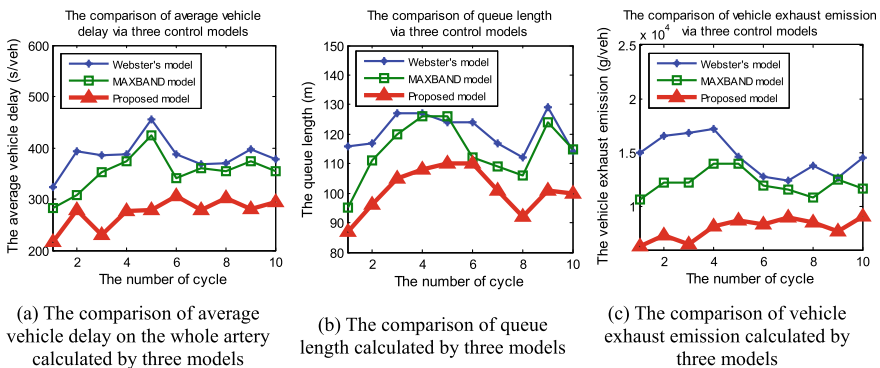 The comparison of average vehicle
delay via three control models
600
500
400
300
200
The average vehicle delay (s/veh)
Webster's model
MAXBAND model
Proposed model
2
4
6
8
10
The number of cycle
(a) The comparison of average
vehicle delay on the whole artery
calculated by three models
The comparison of queue length
via three control models
150
140
130
120
110
100
90
80
The queue length (m)
Webster's model
MAXBAND model
Proposed model
2
4
6
8
10
The number of cycle
(b) The comparison of queue
length calculated by three models
The comparison of vehicle exhaust emission
via three control models
x 10⁴
2.5
2
1.5
1
The vehicle exhaust emission (g/veh)
Webster's model
MAXBAND model
Proposed model
2
4
6
8
10
The number of cycle
(c) The comparison of vehicle
exhaust emission calculated by
three models